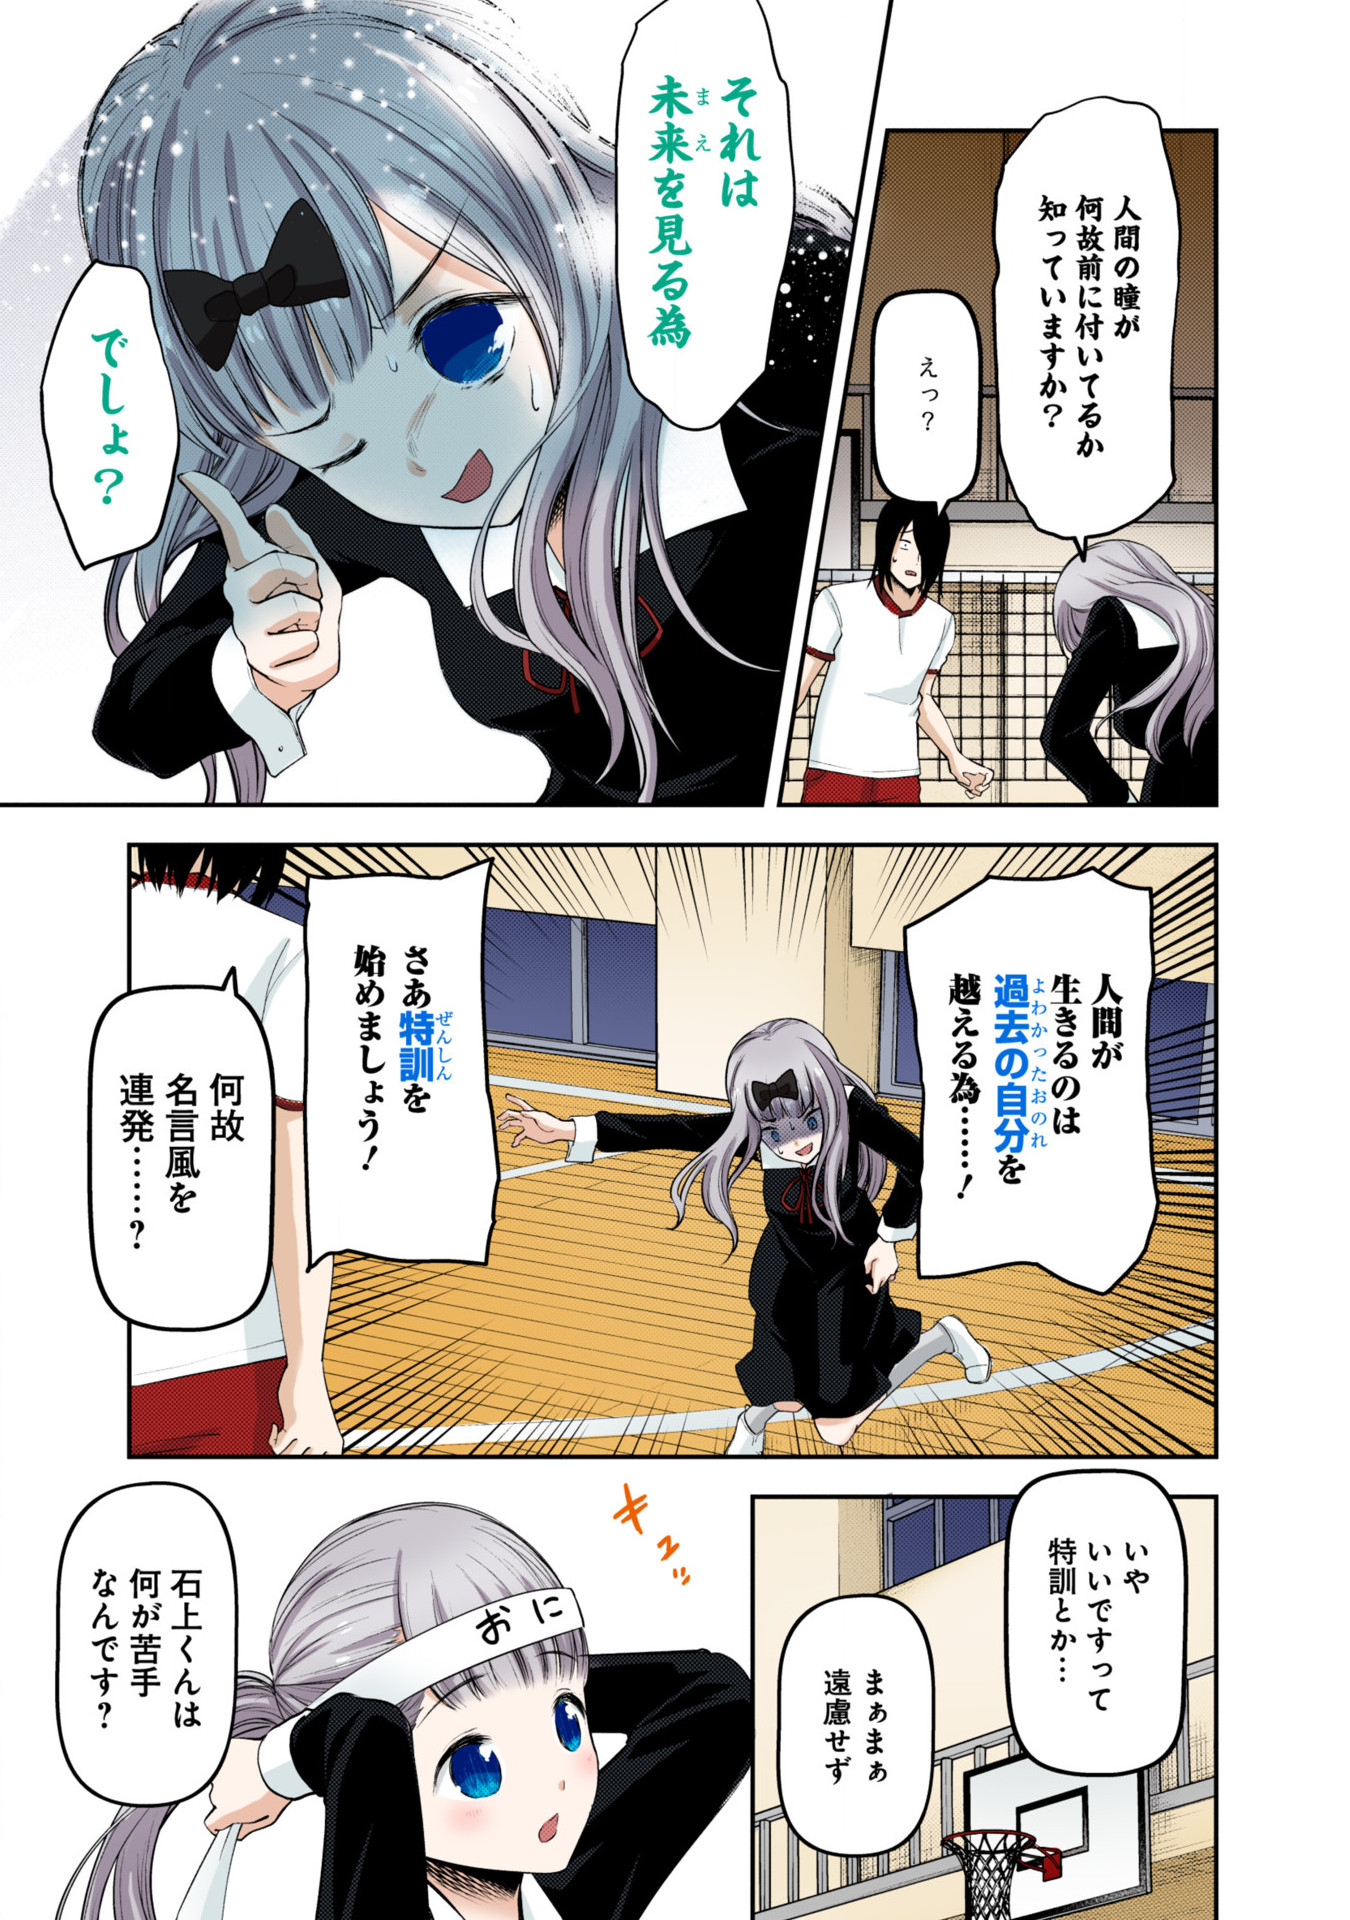 人間の瞳が
何故前に付いてるか
知っていますか？
えっ？
それは
未来を見る為
まえ
でしょ？
人間が
生きるのは
過去の自分を
よわかったおのれ
越える為……！
さあ特訓を
ぜんしん
始めましょう！
何故
名言風を
連発……？
いや
いいですって
特訓とか…
まぁまぁ
遠慮せず
キュッ
おに
石上くんは
何が苦手
なんです？